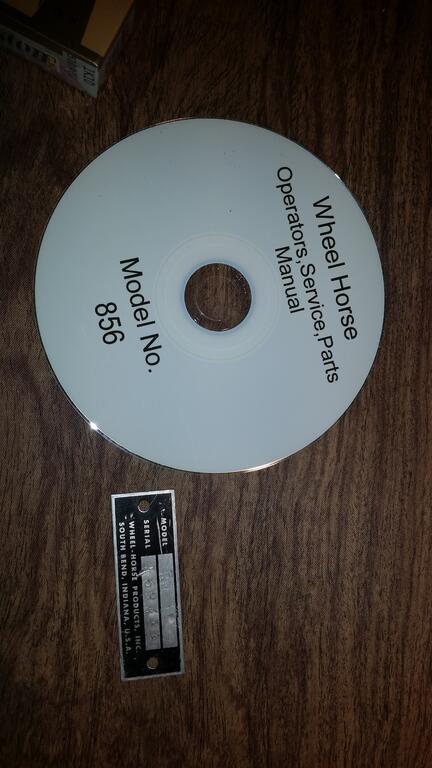 Wheel Horse
Operators,Service,Parts
Manual
Model No.
856
MODEL
SERIAL
WHEEL-HORSE PRODUCTS, INC.
SOUTH BEND, INDIANA, U.S.A.